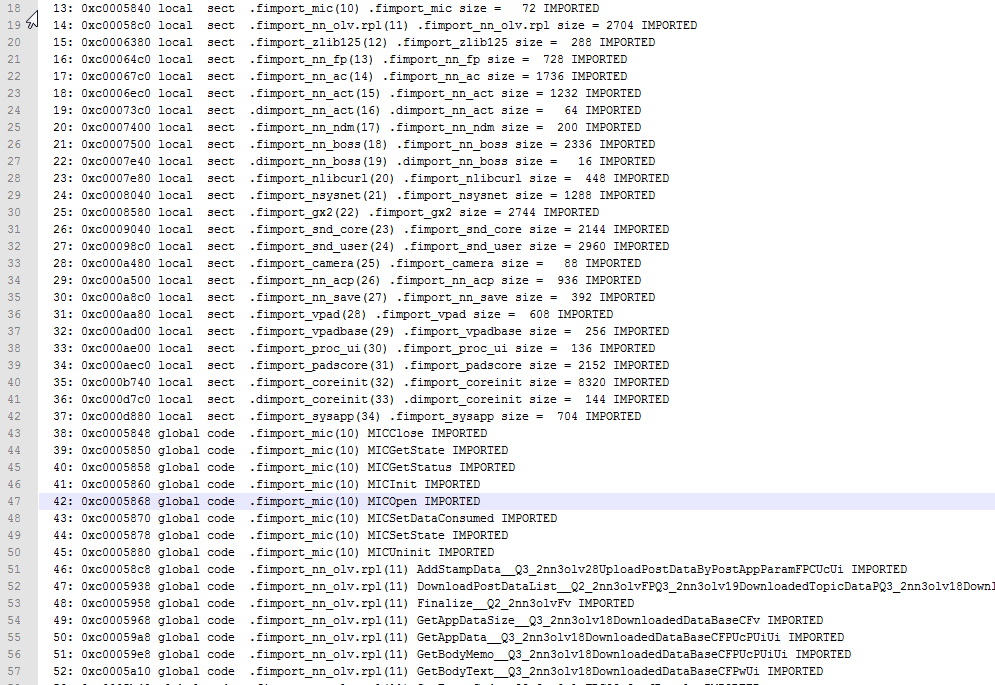 18 13: 0xc0005840 local sect .fimport_mic(10) .fimport_mic size = 72 IMPORTED
19 14: 0xc00058c0 local sect .fimport_nn_olv.rpl(11) .fimport_nn_olv.rpl size = 2704 IMPORTED
20 15: 0xc0006380 local sect .fimport_zlib125(12) .fimport_zlib125 size = 288 IMPORTED
21 16: 0xc00064c0 local sect .fimport_nn_fp(13) .fimport_nn_fp size = 728 IMPORTED
22 17: 0xc00067c0 local sect .fimport_nn_ac(14) .fimport_nn_ac size = 1736 IMPORTED
23 18: 0xc0006ec0 local sect .fimport_nn_act(15) .fimport_nn_act size = 1232 IMPORTED
24 19: 0xc00073c0 local sect .dimport_nn_act(16) .dimport_nn_act size = 64 IMPORTED
25 20: 0xc0007400 local sect .fimport_nn_ndm(17) .fimport_nn_ndm size = 200 IMPORTED
26 21: 0xc0007500 local sect .fimport_nn_boss(18) .fimport_nn_boss size = 2336 IMPORTED
27 22: 0xc0007e40 local sect .dimport_nn_boss(19) .dimport_nn_boss size = 16 IMPORTED
28 23: 0xc0007e80 local sect .fimport_nlibcurl(20) .fimport_nlibcurl size = 448 IMPORTED
29 24: 0xc0008040 local sect .fimport_nsysnet(21) .fimport_nsysnet size = 1288 IMPORTED
30 25: 0xc0008580 local sect .fimport_gx2(22) .fimport_gx2 size = 2744 IMPORTED
31 26: 0xc0009040 local sect .fimport_snd_core(23) .fimport_snd_core size = 2144 IMPORTED
32 27: 0xc00098c0 local sect .fimport_snd_user(24) .fimport_snd_user size = 2960 IMPORTED
33 28: 0xc000a480 local sect .fimport_camera(25) .fimport_camera size = 88 IMPORTED
34 29: 0xc000a500 local sect .fimport_nn_acp(26) .fimport_nn_acp size = 936 IMPORTED
35 30: 0xc000a8c0 local sect .fimport_nn_save(27) .fimport_nn_save size = 392 IMPORTED
36 31: 0xc000aa80 local sect .fimport_vpad(28) .fimport_vpad size = 608 IMPORTED
37 32: 0xc000ad00 local sect .fimport_vpadbase(29) .fimport_vpadbase size = 256 IMPORTED
38 33: 0xc000ae00 local sect .fimport_proc_ui(30) .fimport_proc_ui size = 136 IMPORTED
39 34: 0xc000aec0 local sect .fimport_padscore(31) .fimport_padscore size = 2152 IMPORTED
40 35: 0xc000b740 local sect .fimport_coreinit(32) .fimport_coreinit size = 8320 IMPORTED
41 36: 0xc000d7c0 local sect .dimport_coreinit(33) .dimport_coreinit size = 144 IMPORTED
42 37: 0xc000d880 local sect .fimport_sysapp(34) .fimport_sysapp size = 704 IMPORTED
43 38: 0xc0005848 global code .fimport_mic(10) MICClose IMPORTED
44 39: 0xc0005850 global code .fimport_mic(10) MICGetState IMPORTED
45 40: 0xc0005858 global code .fimport_mic(10) MICGetStatus IMPORTED
46 41: 0xc0005860 global code .fimport_mic(10) MICInit IMPORTED
47 42: 0xc0005868 global code .fimport_mic(10) MICOpen IMPORTED
48 43: 0xc0005870 global code .fimport_mic(10) MICSetDataConsumed IMPORTED
49 44: 0xc0005878 global code .fimport_mic(10) MICSetState IMPORTED
50 45: 0xc0005880 global code .fimport_mic(10) MICUninit IMPORTED
51 46: 0xc00058c8 global code .fimport_nn_olv.rpl(11) AddStampData__Q3_2nn3olv28UploadPostDataByPostAppParamFPCUcUi IMPORTED
52 47: 0xc0005938 global code .fimport_nn_olv.rpl(11) DownloadPostDataList__Q2_2nn3olvFPQ3_2nn3olv19DownloadedTopicDataPQ3_2nn3olv18Downl
53 48: 0xc0005958 global code .fimport_nn_olv.rpl(11) Finalize__Q2_2nn3olvFv IMPORTED
54 49: 0xc0005968 global code .fimport_nn_olv.rpl(11) GetAppDataSize__Q3_2nn3olv18DownloadedDataBaseCFv IMPORTED
55 50: 0xc00059a8 global code .fimport_nn_olv.rpl(11) GetAppData__Q3_2nn3olv18DownloadedDataBaseCFPUcPUiUi IMPORTED
56 51: 0xc00059e8 global code .fimport_nn_olv.rpl(11) GetBodyMemo__Q3_2nn3olv18DownloadedDataBaseCFPUcPUiUi IMPORTED
57 52: 0xc0005a10 global code .fimport_nn_olv.rpl(11) GetBodyText__Q3_2nn3olv18DownloadedDataBaseCFPwUi IMPORTED